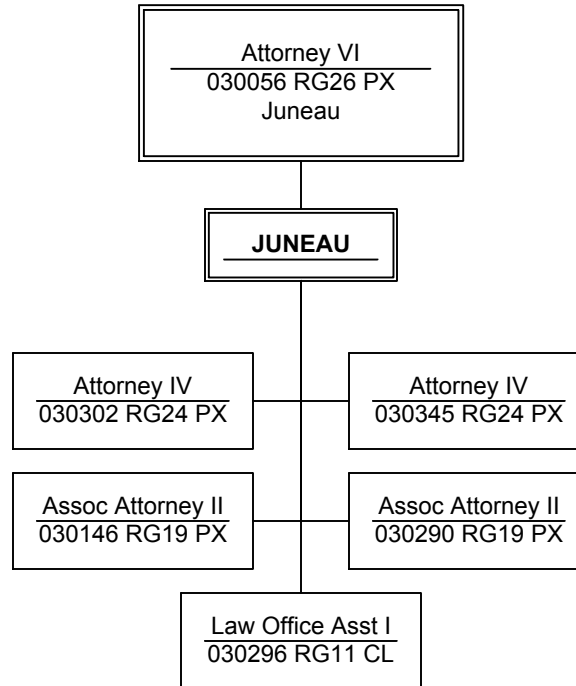 Attorney VI
030056 RG26 PX
Juneau
JUNEAU
Attorney IV
030302 RG24 PX
Attorney IV
030345 RG24 PX
Assoc Attorney II
030146 RG19 PX
Assoc Attorney II
030290 RG19 PX
Law Office Asst I
030296 RG11 CL